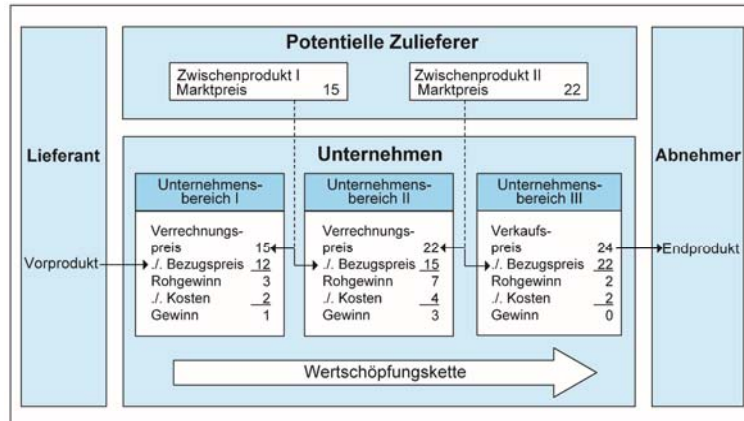 Potentielle Zulieferer
Zwischenprodukt I
Marktpreis 15
Zwischenprodukt II
Marktpreis 22
Lieferant
Unternehmen
Abnehmer
Unternehmens-
bereich I
Unternehmens-
bereich II
Unternehmens-
bereich III
Verrechnungs-
preis 15
./. Bezugspreis 12
Rohgewinn 3
./. Kosten 2
Gewinn 1
Verrechnungs-
preis 22
./. Bezugspreis 15
Rohgewinn 7
./. Kosten 4
Gewinn 3
Verkaufs-
preis 24
./. Bezugspreis 22
Rohgewinn 2
./. Kosten 2
Gewinn 0
Vorprodukt
Endprodukt
Wertschöpfungskette